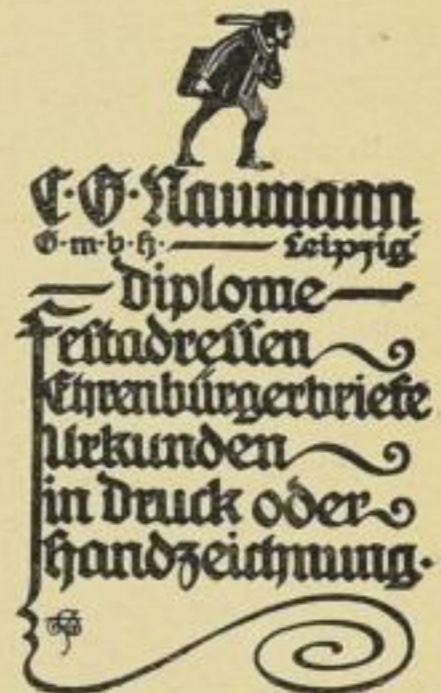 C·G·Naumann
G·m·b·H· — Leipzig
— Diplome —
Festadressen
Ehrenbürgerbriefe
Urkunden
in Druck oder
Handzeichnung.